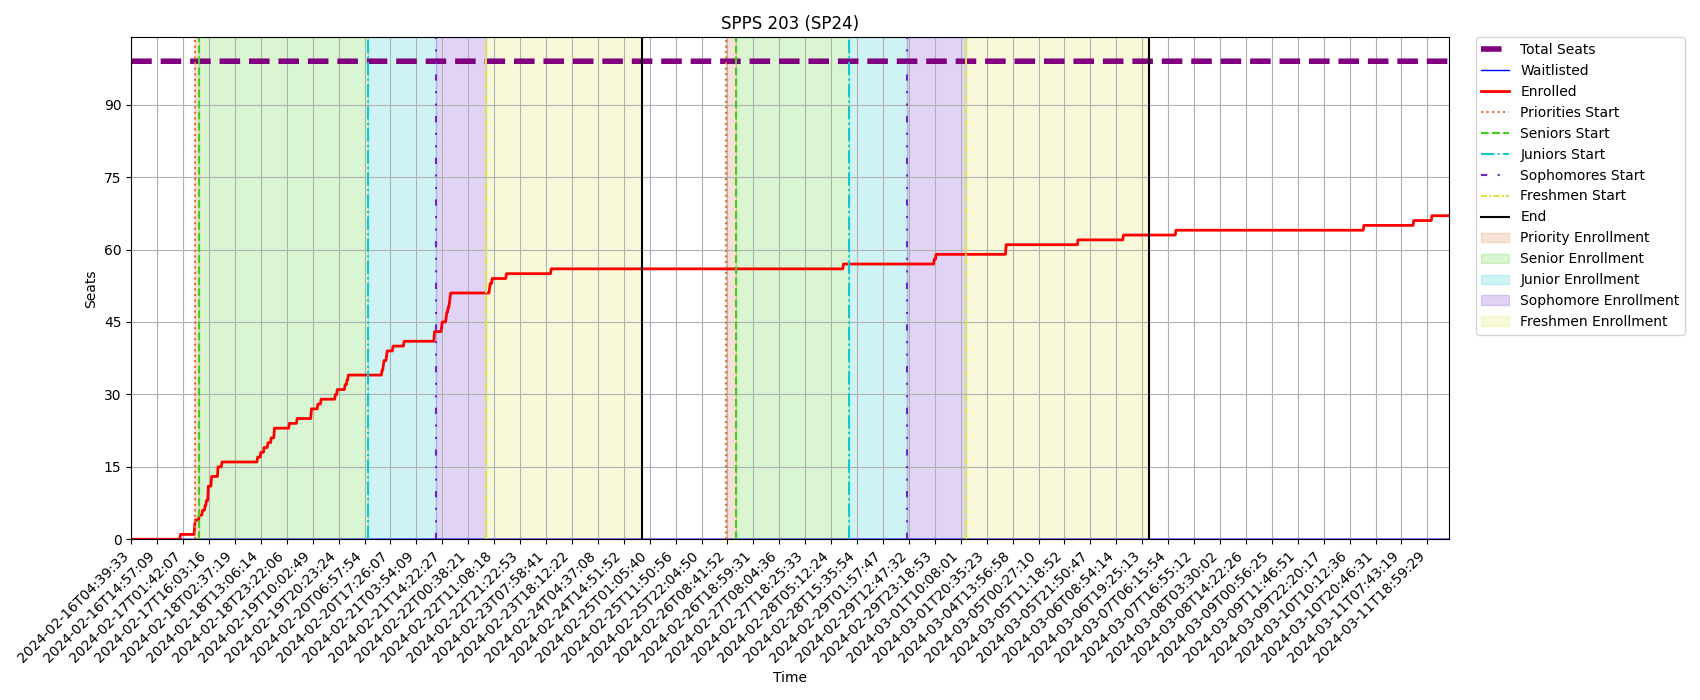 SPPS 203 (SP24)
Seats
90
75
60
45
30
15
0
2024-02-16T04:39:33
2024-02-16T14:57:09
2024-02-17T01:42:07
2024-02-17T16:03:16
2024-02-18T02:37:19
2024-02-18T13:06:14
2024-02-18T23:22:06
2024-02-19T10:02:49
2024-02-19T20:23:24
2024-02-20T06:57:54
2024-02-20T17:26:07
2024-02-21T03:54:09
2024-02-21T14:22:27
2024-02-22T00:38:21
2024-02-22T11:08:18
2024-02-22T21:22:53
2024-02-23T07:58:41
2024-02-23T18:12:22
2024-02-24T04:37:08
2024-02-24T14:51:52
2024-02-25T01:05:40
2024-02-25T11:50:56
2024-02-25T22:04:50
2024-02-26T08:41:52
2024-02-26T18:59:31
2024-02-27T08:04:36
2024-02-27T18:25:33
2024-02-28T05:12:24
2024-02-28T15:35:54
2024-02-29T01:57:47
2024-02-29T12:47:32
2024-02-29T23:18:53
2024-03-01T10:08:01
2024-03-01T20:35:23
2024-03-04T13:56:58
2024-03-05T00:27:10
2024-03-05T11:18:52
2024-03-05T21:50:47
2024-03-06T08:54:14
2024-03-06T19:25:13
2024-03-07T06:15:54
2024-03-07T16:55:12
2024-03-08T03:30:02
2024-03-08T14:22:26
2024-03-09T00:56:25
2024-03-09T11:46:51
2024-03-09T22:20:17
2024-03-10T10:12:36
2024-03-10T20:46:31
2024-03-11T07:43:19
2024-03-11T18:59:29
Time
Total Seats
Waitlisted
Enrolled
Priorities Start
Seniors Start
Juniors Start
Sophomores Start
Freshmen Start
End
Priority Enrollment
Senior Enrollment
Junior Enrollment
Sophomore Enrollment
Freshmen Enrollment